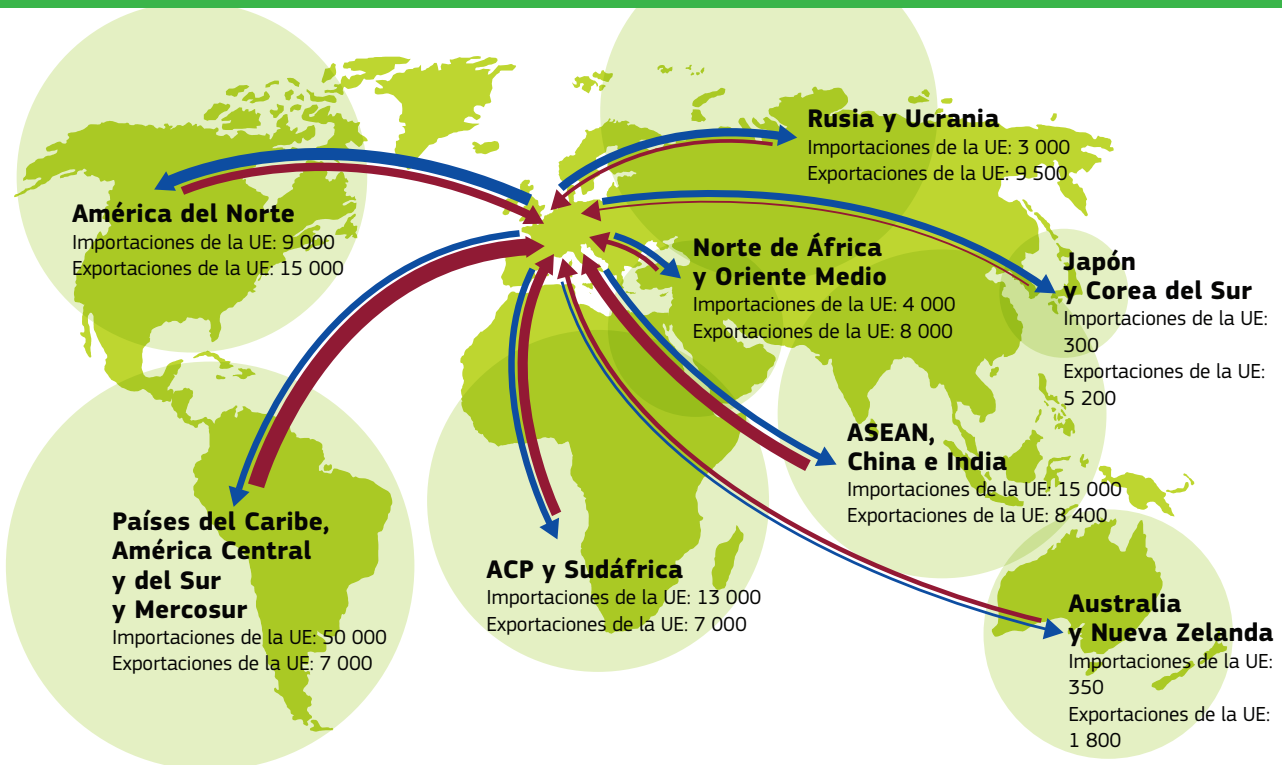 Rusia y Ucrania
Importaciones de la UE: 3 000
Exportaciones de la UE: 9 500
América del Norte
Importaciones de la UE: 9 000
Exportaciones de la UE: 15 000
Norte de África
y Oriente Medio
Importaciones de la UE: 4 000
Exportaciones de la UE: 8 000
Japón
y Corea del Sur
Importaciones de la UE:
300
Exportaciones de la UE:
5 200
ASEAN,
China e India
Importaciones de la UE: 15 000
Exportaciones de la UE: 8 400
Países del Caribe,
América Central
y del Sur
y Mercosur
Importaciones de la UE: 50 000
Exportaciones de la UE: 7 000
ACP y Sudáfrica
Importaciones de la UE: 13 000
Exportaciones de la UE: 7 000
Australia
y Nueva Zelanda
Importaciones de la UE:
350
Exportaciones de la UE:
1 800